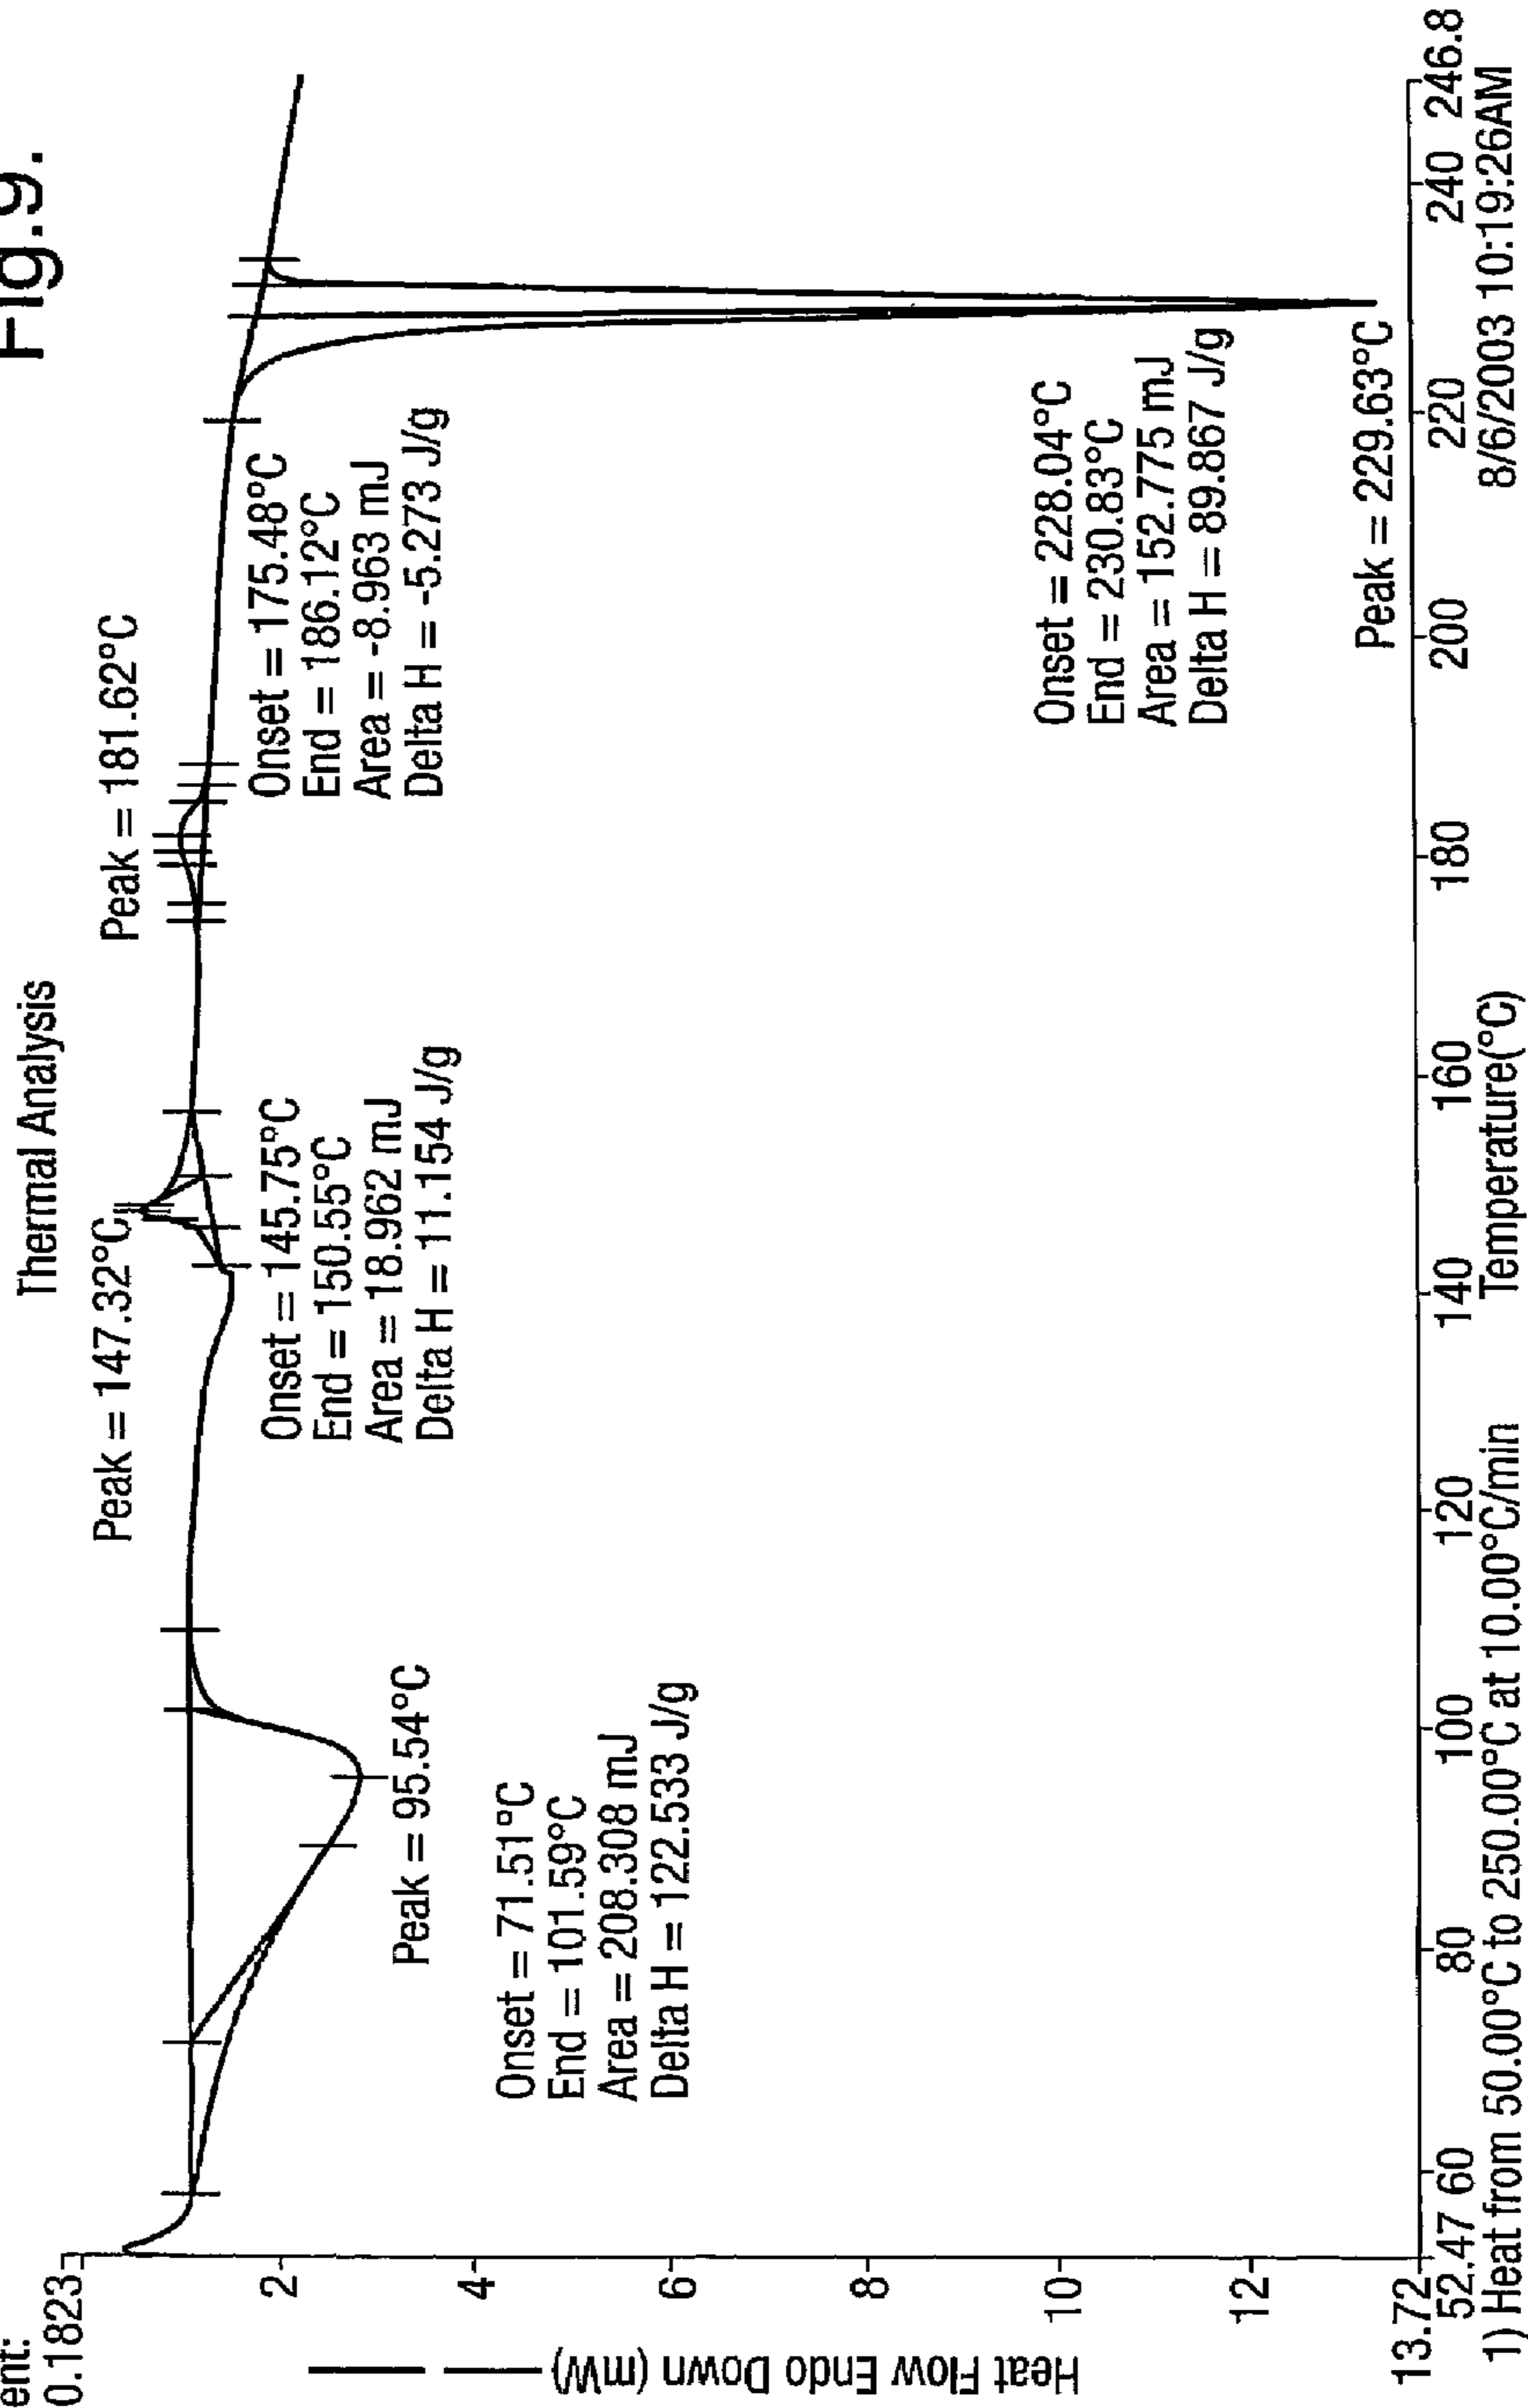 Fig.9.
Thermal Analysis
ent:
0.1823
2
4
6
8
10
12
13.72
Heat Flow Endo Down (mW)
Peak = 147.32°C
Peak = 181.62°C
Onset = 175.48°C
End = 186.12°C
Area = -8.963 mJ
Delta H = -5.273 J/g
Onset = 145.75°C
End = 150.55°C
Area = 18.962 mJ
Delta H = 11.154 J/g
Peak = 95.54°C
Onset = 71.51°C
End = 101.59°C
Area = 208.308 mJ
Delta H = 122.533 J/g
Onset = 228.04°C
End = 230.83°C
Area = 152.775 mJ
Delta H = 89.867 J/g
Peak = 229.63°C
52.47 60 80 100 120 140 160 180 200 220 240 246.8
Temperature(°C)
1) Heat from 50.00°C to 250.00°C at 10.00°C/min
8/6/2003 10:19:26AM